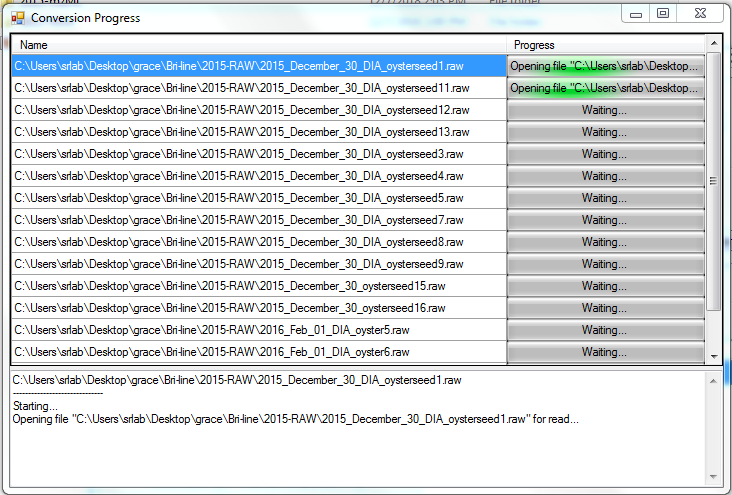 Conversion Progress
Name Progress
C:\Users\srlab\Desktop\grace\Bri-line\2015-RAW\2015_December_30_DIA_oysterseed1.raw Opening file "C:\Users\srlab\Desktop...
C:\Users\srlab\Desktop\grace\Bri-line\2015-RAW\2015_December_30_DIA_oysterseed11.raw Opening file "C:\Users\srlab\Desktop...
C:\Users\srlab\Desktop\grace\Bri-line\2015-RAW\2015_December_30_DIA_oysterseed12.raw Waiting...
C:\Users\srlab\Desktop\grace\Bri-line\2015-RAW\2015_December_30_DIA_oysterseed13.raw Waiting...
C:\Users\srlab\Desktop\grace\Bri-line\2015-RAW\2015_December_30_DIA_oysterseed3.raw Waiting...
C:\Users\srlab\Desktop\grace\Bri-line\2015-RAW\2015_December_30_DIA_oysterseed4.raw Waiting...
C:\Users\srlab\Desktop\grace\Bri-line\2015-RAW\2015_December_30_DIA_oysterseed5.raw Waiting...
C:\Users\srlab\Desktop\grace\Bri-line\2015-RAW\2015_December_30_DIA_oysterseed7.raw Waiting...
C:\Users\srlab\Desktop\grace\Bri-line\2015-RAW\2015_December_30_DIA_oysterseed8.raw Waiting...
C:\Users\srlab\Desktop\grace\Bri-line\2015-RAW\2015_December_30_DIA_oysterseed9.raw Waiting...
C:\Users\srlab\Desktop\grace\Bri-line\2015-RAW\2015_December_30_oysterseed15.raw Waiting...
C:\Users\srlab\Desktop\grace\Bri-line\2015-RAW\2015_December_30_oysterseed16.raw Waiting...
C:\Users\srlab\Desktop\grace\Bri-line\2015-RAW\2016_Feb_01_DIA_oyster5.raw Waiting...
C:\Users\srlab\Desktop\grace\Bri-line\2015-RAW\2016_Feb_01_DIA_oyster6.raw Waiting...
C:\Users\srlab\Desktop\grace\Bri-line\2015-RAW\2015_December_30_DIA_oysterseed1.raw
------------------------------
Starting...
Opening file "C:\Users\srlab\Desktop\grace\Bri-line\2015-RAW\2015_December_30_DIA_oysterseed1.raw" for read...